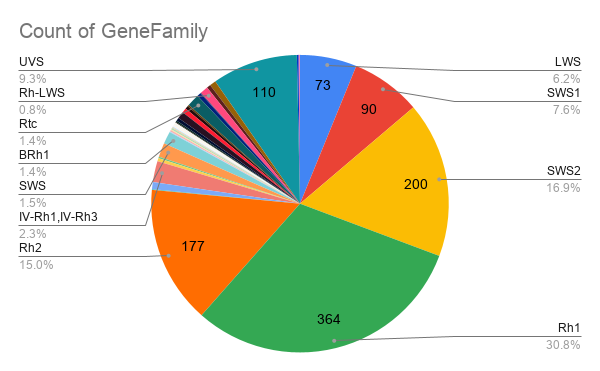 Count of GeneFamily
UVS
9.3%
Rh-LWS
0.8%
Rtc
1.4%
BRh1
1.4%
SWS
1.5%
IV-Rh1,IV-Rh3
2.3%
Rh2
15.0%
110
73
90
200
177
364
LWS
6.2%
SWS1
7.6%
SWS2
16.9%
Rh1
30.8%